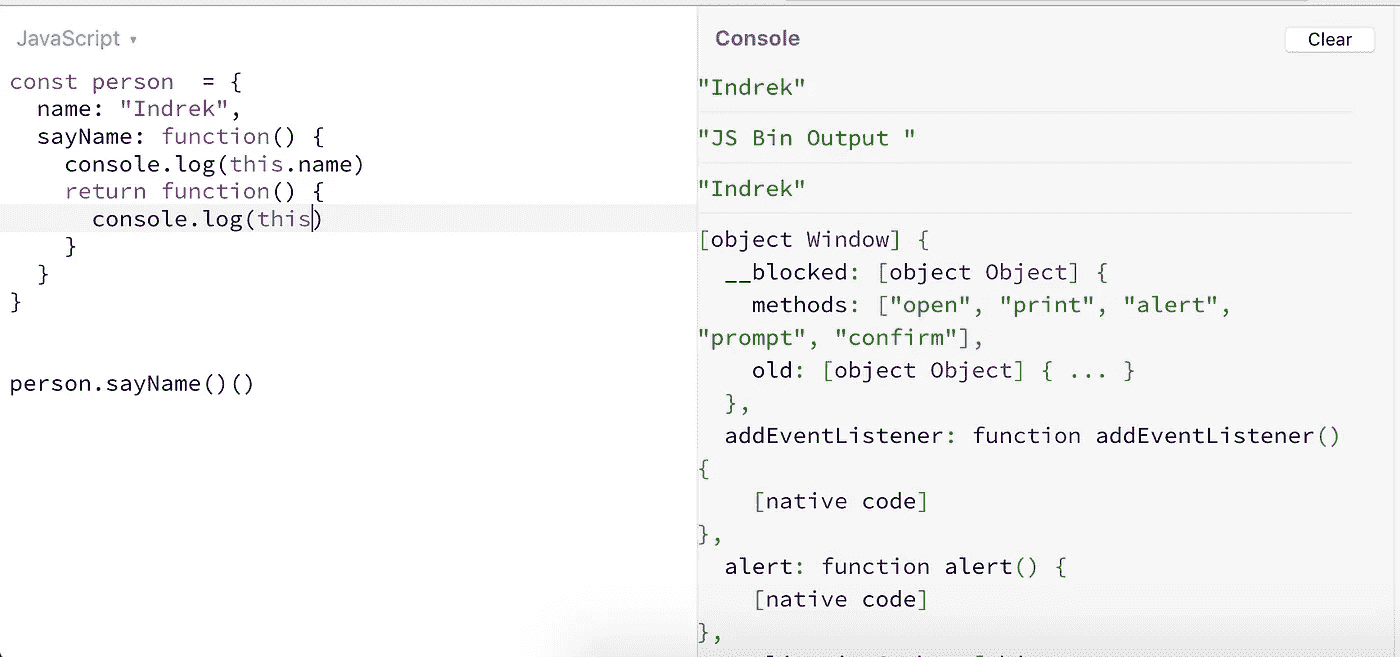 JavaScript ▾
const person  = {
  name: "Indrek",
  sayName: function() {
    console.log(this.name)
    return function() {
      console.log(this)
    }
  }
}
person.sayName()()
Console
Clear
"Indrek"
"JS Bin Output "
"Indrek"
[object Window] {
  __blocked: [object Object] {
    methods: ["open", "print", "alert",
"prompt", "confirm"],
    old: [object Object] { ... }
  },
  addEventListener: function addEventListener()
{
    [native code]
},
  alert: function alert() {
    [native code]
},